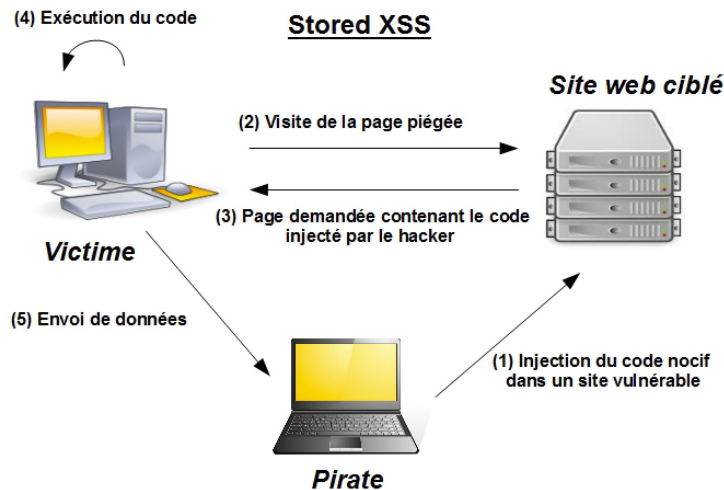 (4) Exécution du code
Stored XSS
Site web ciblé
(2) Visite de la page piégée
(3) Page demandée contenant le code
injecté par le hacker
Victime
(5) Envoi de données
(1) Injection du code nocif
dans un site vulnérable
Pirate